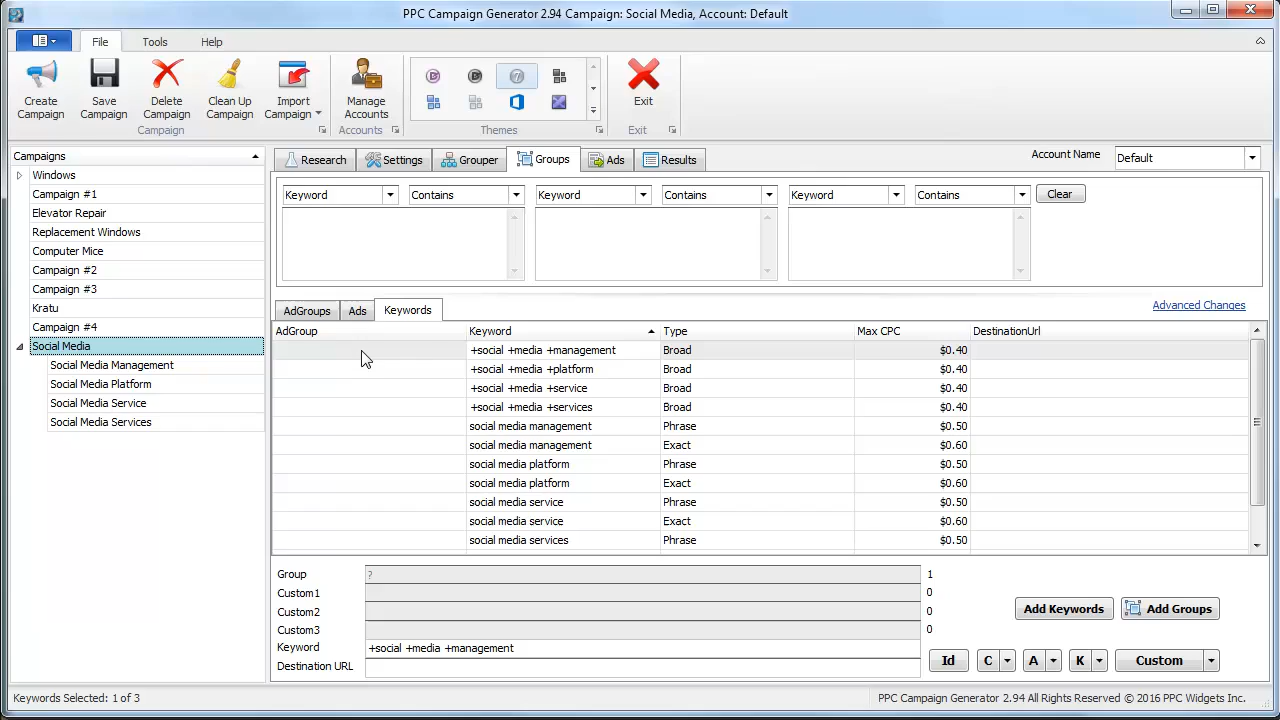 PPC Campaign Generator 2.94 Campaign: Social Media, Account: Default
File Tools Help
Create Campaign
Save Campaign
Delete Campaign
Clean Up Campaign
Import Campaign
Manage Accounts
Exit
Campaign Accounts Themes Exit
Campaigns
Windows
Campaign #1
Elevator Repair
Replacement Windows
Computer Mice
Campaign #2
Campaign #3
Kratu
Campaign #4
Social Media
Social Media Management
Social Media Platform
Social Media Service
Social Media Services
Research Settings Grouper Groups Ads Results
Account Name Default
Keyword Contains Keyword Contains Keyword Contains Clear
AdGroups Ads Keywords
Advanced Changes
AdGroup Keyword Type Max CPC DestinationUrl
+social +media +management Broad $0.40
+social +media +platform Broad $0.40
+social +media +service Broad $0.40
+social +media +services Broad $0.40
social media management Phrase $0.50
social media management Exact $0.60
social media platform Phrase $0.50
social media platform Exact $0.60
social media service Phrase $0.50
social media service Exact $0.60
social media services Phrase $0.50
Group ? 1
Custom1 0
Custom2 0
Custom3 0
Keyword +social +media +management
Destination URL
Add Keywords Add Groups
Id C A K Custom
Keywords Selected: 1 of 3
PPC Campaign Generator 2.94 All Rights Reserved © 2016 PPC Widgets Inc.